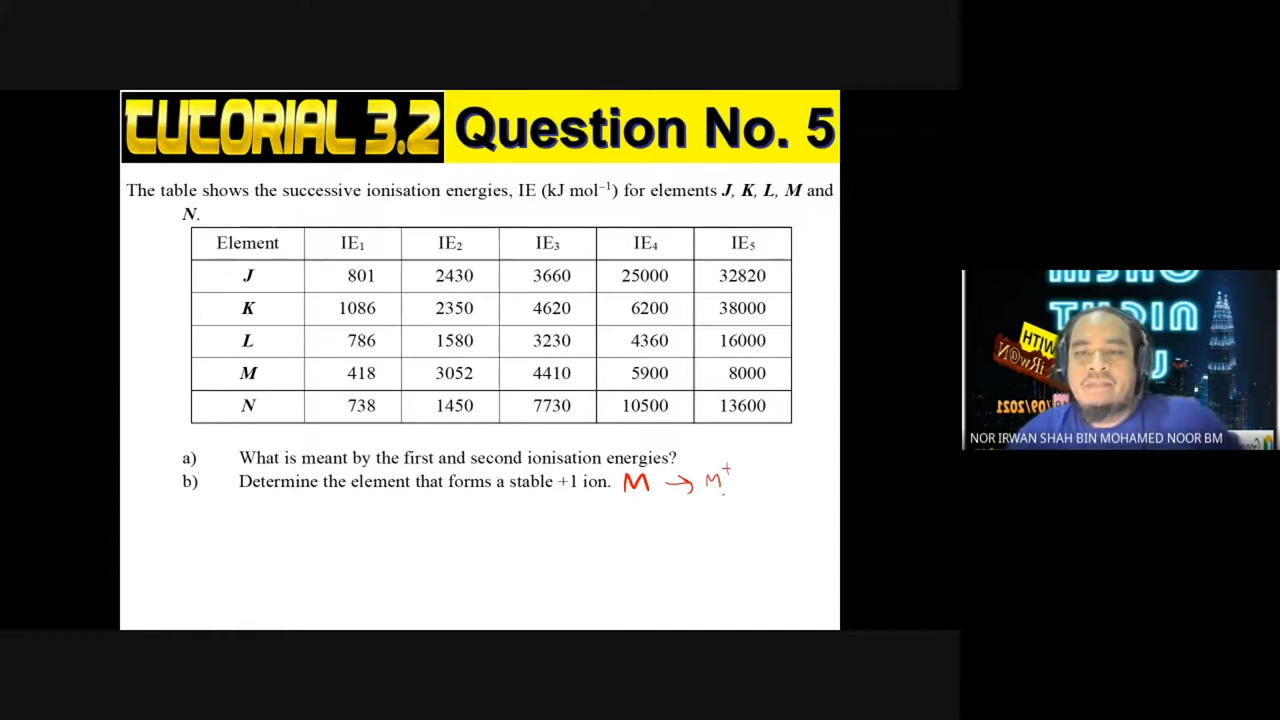 TUTORIAL 3.2 Question No. 5
The table shows the successive ionisation energies, IE (kJ mol⁻¹) for elements J, K, L, M and
N.
Element IE₁ IE₂ IE₃ IE₄ IE₅
J 801 2430 3660 25000 32820
K 1086 2350 4620 6200 38000
L 786 1580 3230 4360 16000
M 418 3052 4410 5900 8000
N 738 1450 7730 10500 13600
a) What is meant by the first and second ionisation energies?
b) Determine the element that forms a stable +1 ion. M → M⁺
WITH
iRw@N
/09/2021
NOR IRWAN SHAH BIN MOHAMED NOOR BM